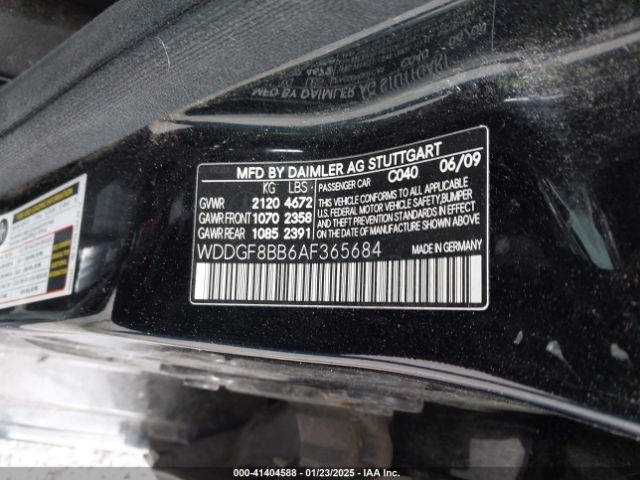 MFD BY DAIMLER AG STUTTGART
KG LBS PASSENGER CAR C040 06/09
GVWR 2120 4672
GAWR FRONT 1070 2358
GAWR REAR 1085 2391
THIS VEHICLE CONFORMS TO ALL APPLICABLE
U.S. FEDERAL MOTOR VEHICLE SAFETY,BUMPER
AND THEFT PREVENTION STANDARDS IN EFFECT
ON THE DATE OF MANUFACTURE SHOWN ABOVE.
WDDGF8BB6AF365684 MADE IN GERMANY
000-41404588 - 01/23/2025 - IAA Inc.